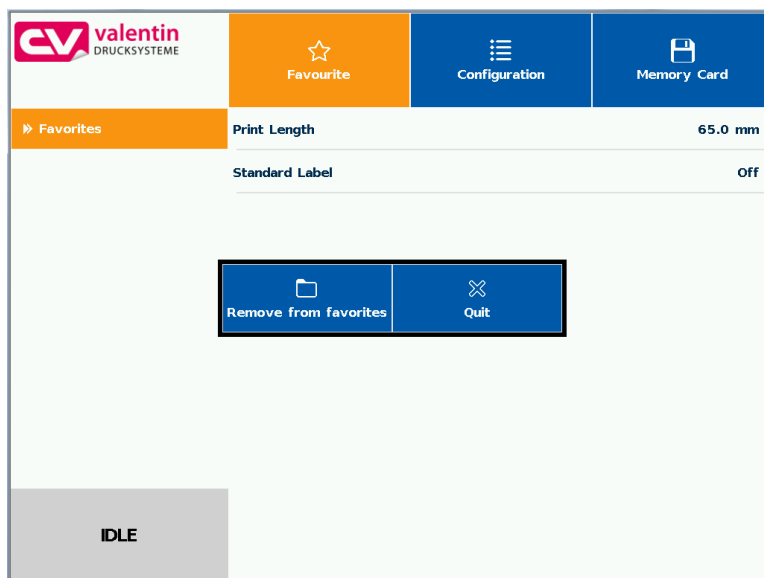 valentin
DRUCKSYSTEME
Favourite
Configuration
Memory Card
Favorites
Print Length
65.0 mm
Standard Label
Off
Remove from favorites
Quit
IDLE